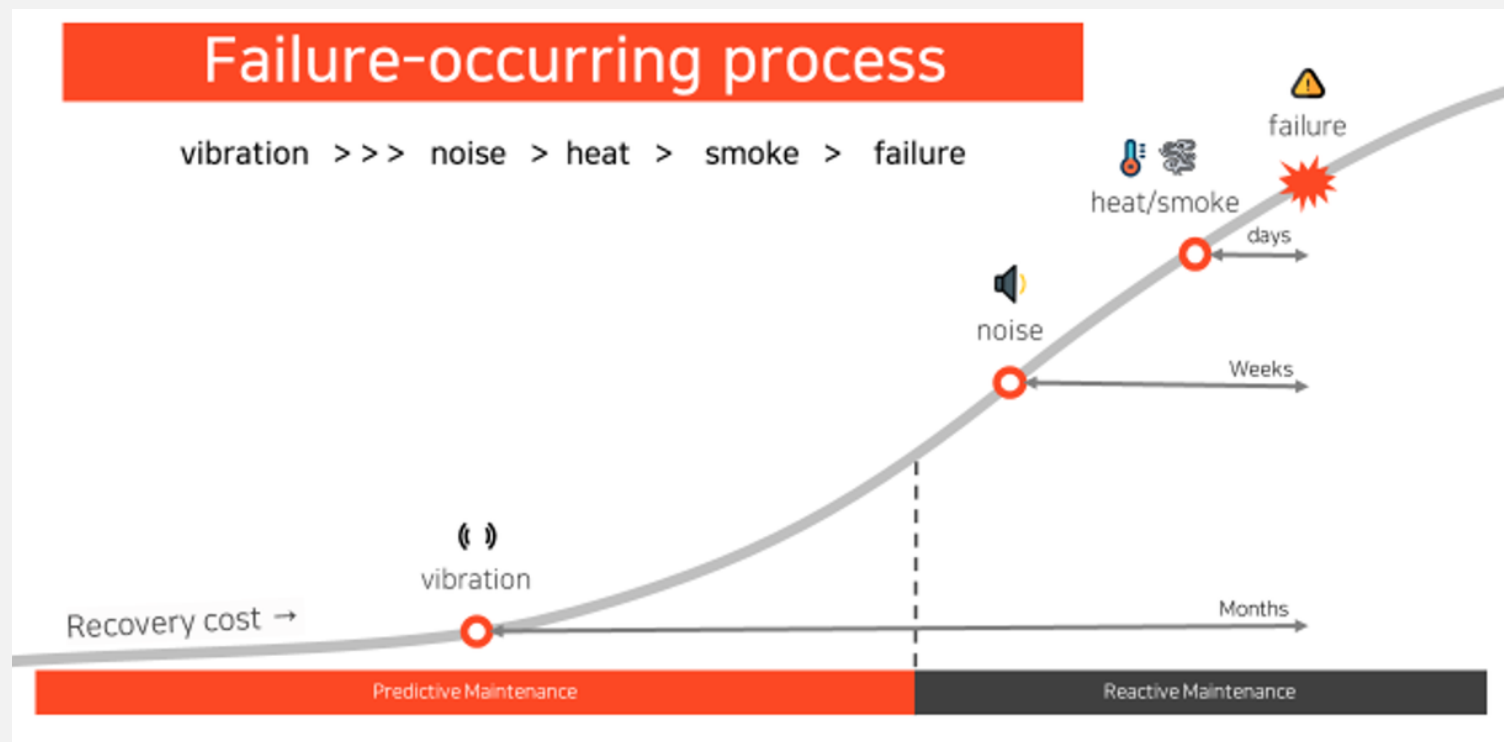 Failure-occurring process
vibration >>> noise > heat > smoke > failure
failure
heat/smoke
days
noise
Weeks
vibration
Recovery cost →
Months
Predictive Maintenance
Reactive Maintenance